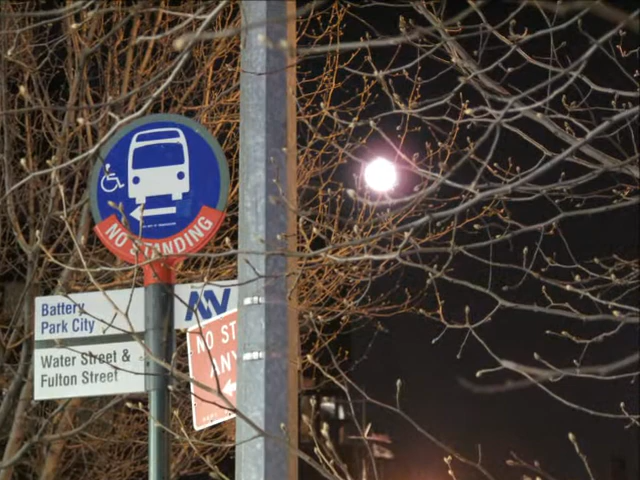 NO STANDING
Battery
Park City
Water Street &
Fulton Street
NO ST
ANY